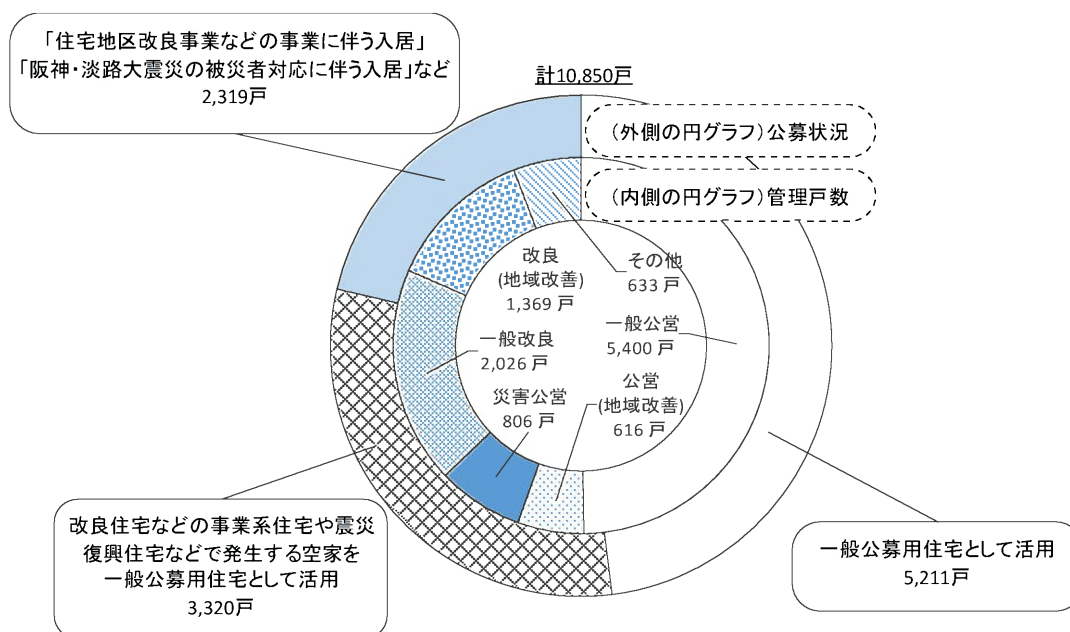 「住宅地区改良事業などの事業に伴う入居」
「阪神・淡路大震災の被災者対応に伴う入居」など
2,319戸
計10,850戸
(外側の円グラフ)公募状況
(内側の円グラフ)管理戸数
改良
(地域改善)
1,369 戸
その他
633 戸
一般改良
2,026 戸
一般公営
5,400 戸
災害公営
806 戸
公営
(地域改善)
616 戸
改良住宅などの事業系住宅や震災
復興住宅などで発生する空家を
一般公募用住宅として活用
3,320戸
一般公募用住宅として活用
5,211戸